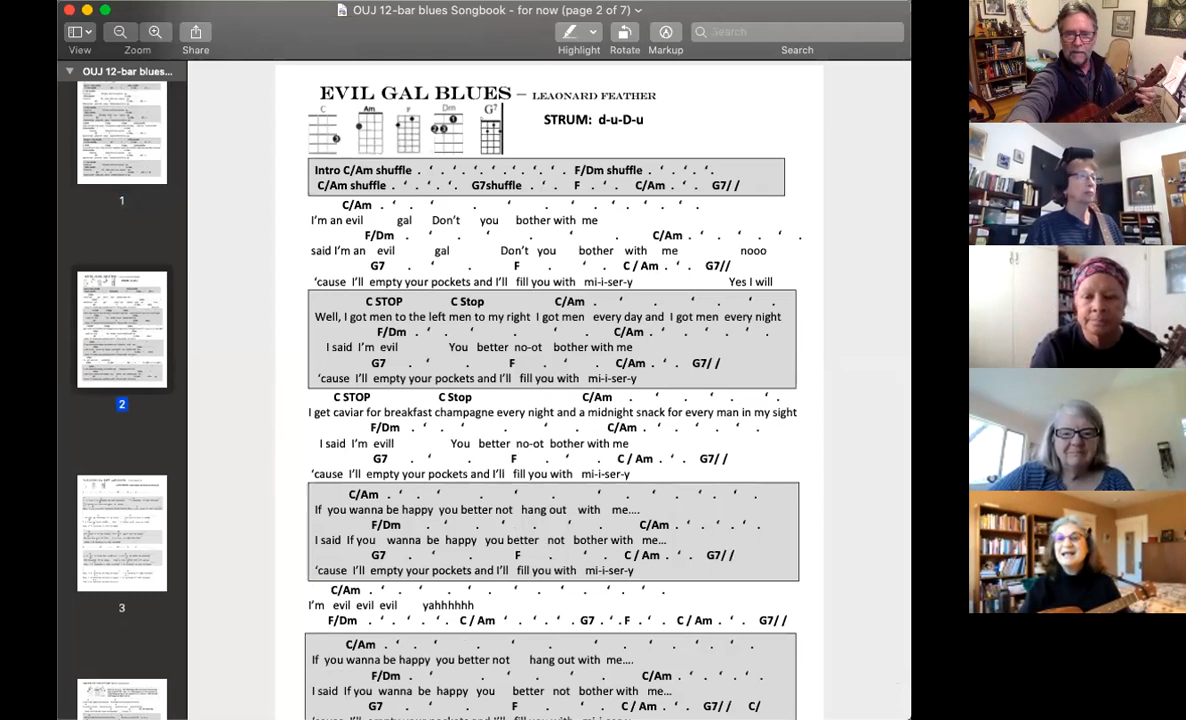 OUJ 12-bar blues Songbook - for now (page 2 of 7)
View Zoom Share Highlight Rotate Markup Search
Search
OUJ 12-bar blues...
1
2
3
EVIL GAL BLUES – LEONARD FEATHER
C Am F Dm G7
STRUM: d-u-D-u
Intro C/Am shuffle . ‘ . ‘ . ‘ . ‘ . ‘ . ‘ . F/Dm shuffle . ‘ . ‘ . ‘.
C/Am shuffle . ‘ . ‘ . ‘. G7shuffle . ‘ . F . ‘ . C/Am . ‘ . G7/ /
C/Am . ‘ . ‘ . ‘ . ‘ . ‘ . ‘ .
I’m an evil gal Don’t you bother with me
F/Dm . ‘ . ‘ . ‘ . C/Am . ‘ . ‘ . ‘ .
said I’m an evil gal Don’t you bother with me nooo
G7 . ‘ . F . ‘ . C / Am . ‘ . G7//
‘cause I’ll empty your pockets and I’ll fill you with mi-i-ser-y Yes I will
C STOP C Stop C/Am . ‘ . ‘ . ‘ .
Well, I got men to the left men to my right I got men every day and I got men every night
F/Dm . ‘ . ‘ . ‘ . C/Am . ‘ . ‘ . ‘ .
I said I’m evil You better no-ot bother with me
G7 . ‘ . F . ‘ . C/Am . ‘ . G7/ /
‘cause I’ll empty your pockets and I’ll fill you with mi-i-ser-y
C STOP C Stop C/Am . ‘ . ‘ . ‘ .
I get caviar for breakfast champagne every night and a midnight snack for every man in my sight
F/Dm . ‘ . ‘ . ‘ . C/Am . ‘ . ‘ . ‘ .
I said I’m evill You better no-ot bother with me
G7 . ‘ . F . ‘ . C / Am . ‘ . G7/ /
‘cause I’ll empty your pockets and I’ll fill you with mi-i-ser-y
C/Am . ‘ . ‘ . ‘ . ‘ . ‘ . ‘ .
If you wanna be happy you better not hang out with me....
F/Dm . ‘ . ‘ . ‘ . C/Am . ‘ . ‘ . ‘ .
I said If you wanna be happy you better not bother with me...
G7 . ‘ . F . ‘ . C / Am . ‘ . G7/ /
‘cause I’ll empty your pockets and I’ll fill you with mi-i-ser-y
C/Am . ‘ . ‘ . ‘ . ‘ . ‘ . ‘ .
I’m evil evil evil yahhhhhh
F/Dm . ‘ . ‘ . ‘ . C / Am . ‘ . ‘ . ‘ . G7 . ‘ . F . ‘ . C / Am . ‘ . G7/ /
C/Am . ‘ . ‘ . ‘ . ‘ . ‘ . ‘ .
If you wanna be happy you better not hang out with me....
F/Dm . ‘ . ‘ . ‘ . C/Am . ‘ . ‘ . ‘ .
I said If you wanna be happy you better not bother with me...
G7 . ‘ . F . ‘ . C / Am . ‘ . G7/ / C/
‘cause I’ll empty your pockets and I’ll fill you with mi-i-ser-y